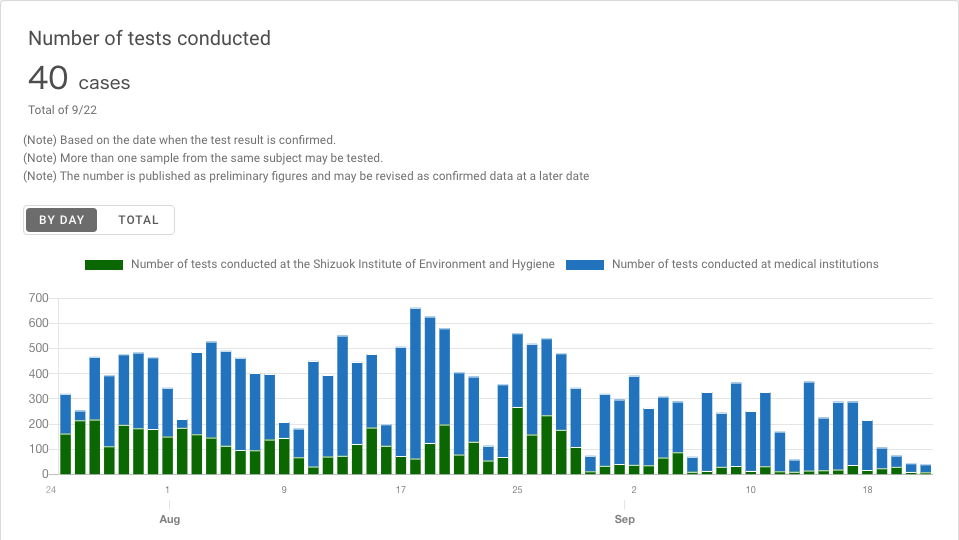 Number of tests conducted
40 cases
Total of 9/22
(Note) Based on the date when the test result is confirmed.
(Note) More than one sample from the same subject may be tested.
(Note) The number is published as preliminary figures and may be revised as confirmed data at a later date
BY DAY TOTAL
Number of tests conducted at the Shizuok Institute of Environment and Hygiene Number of tests conducted at medical institutions
700
600
500
400
300
200
100
0
24 1 9 17 25 2 10 18
Aug Sep